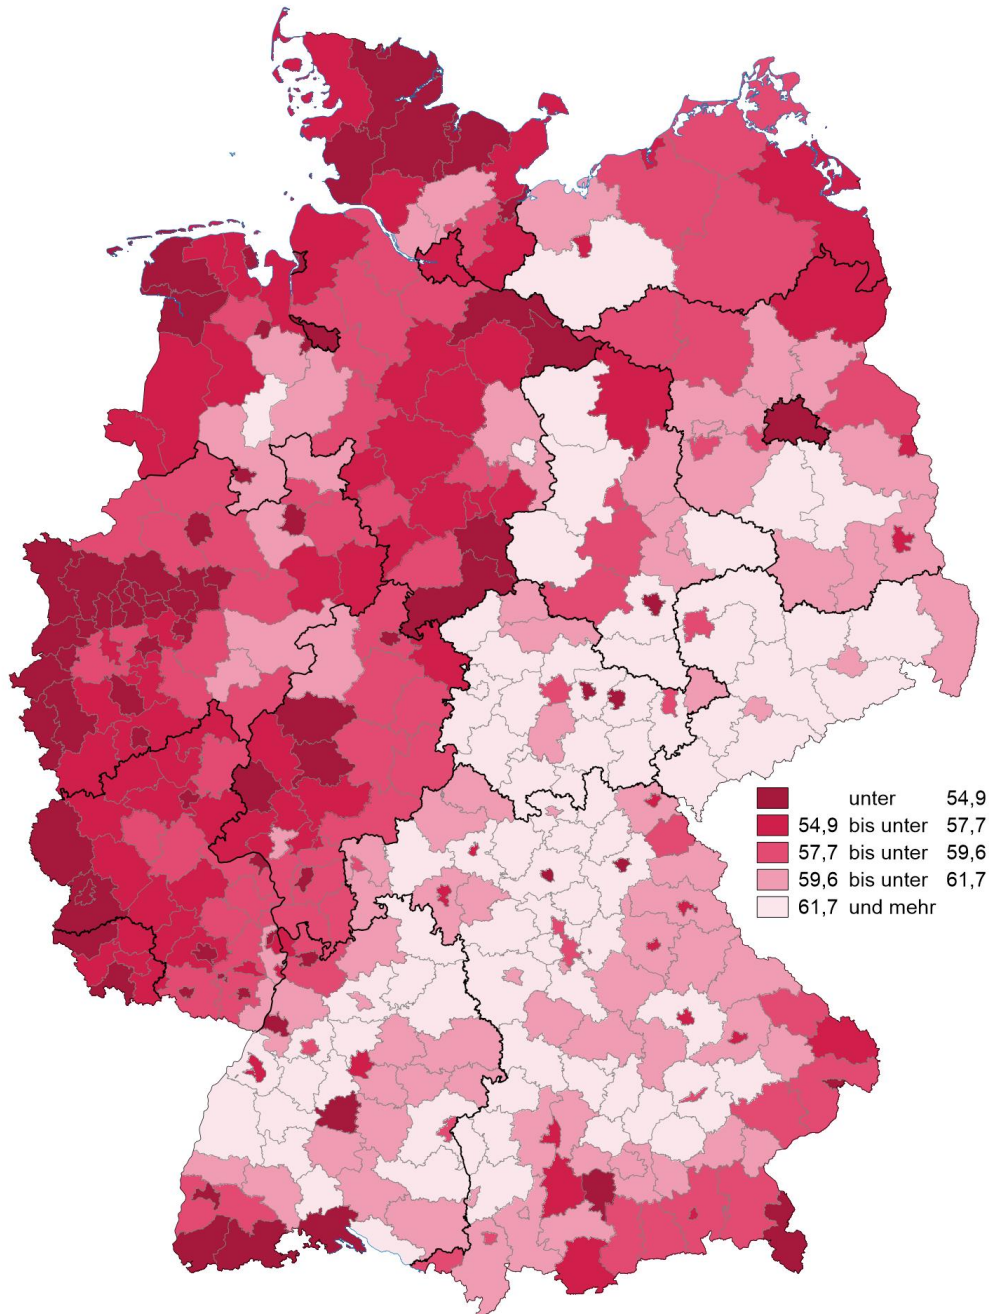 unter 54,9
54,9 bis unter 57,7
57,7 bis unter 59,6
59,6 bis unter 61,7
61,7 und mehr